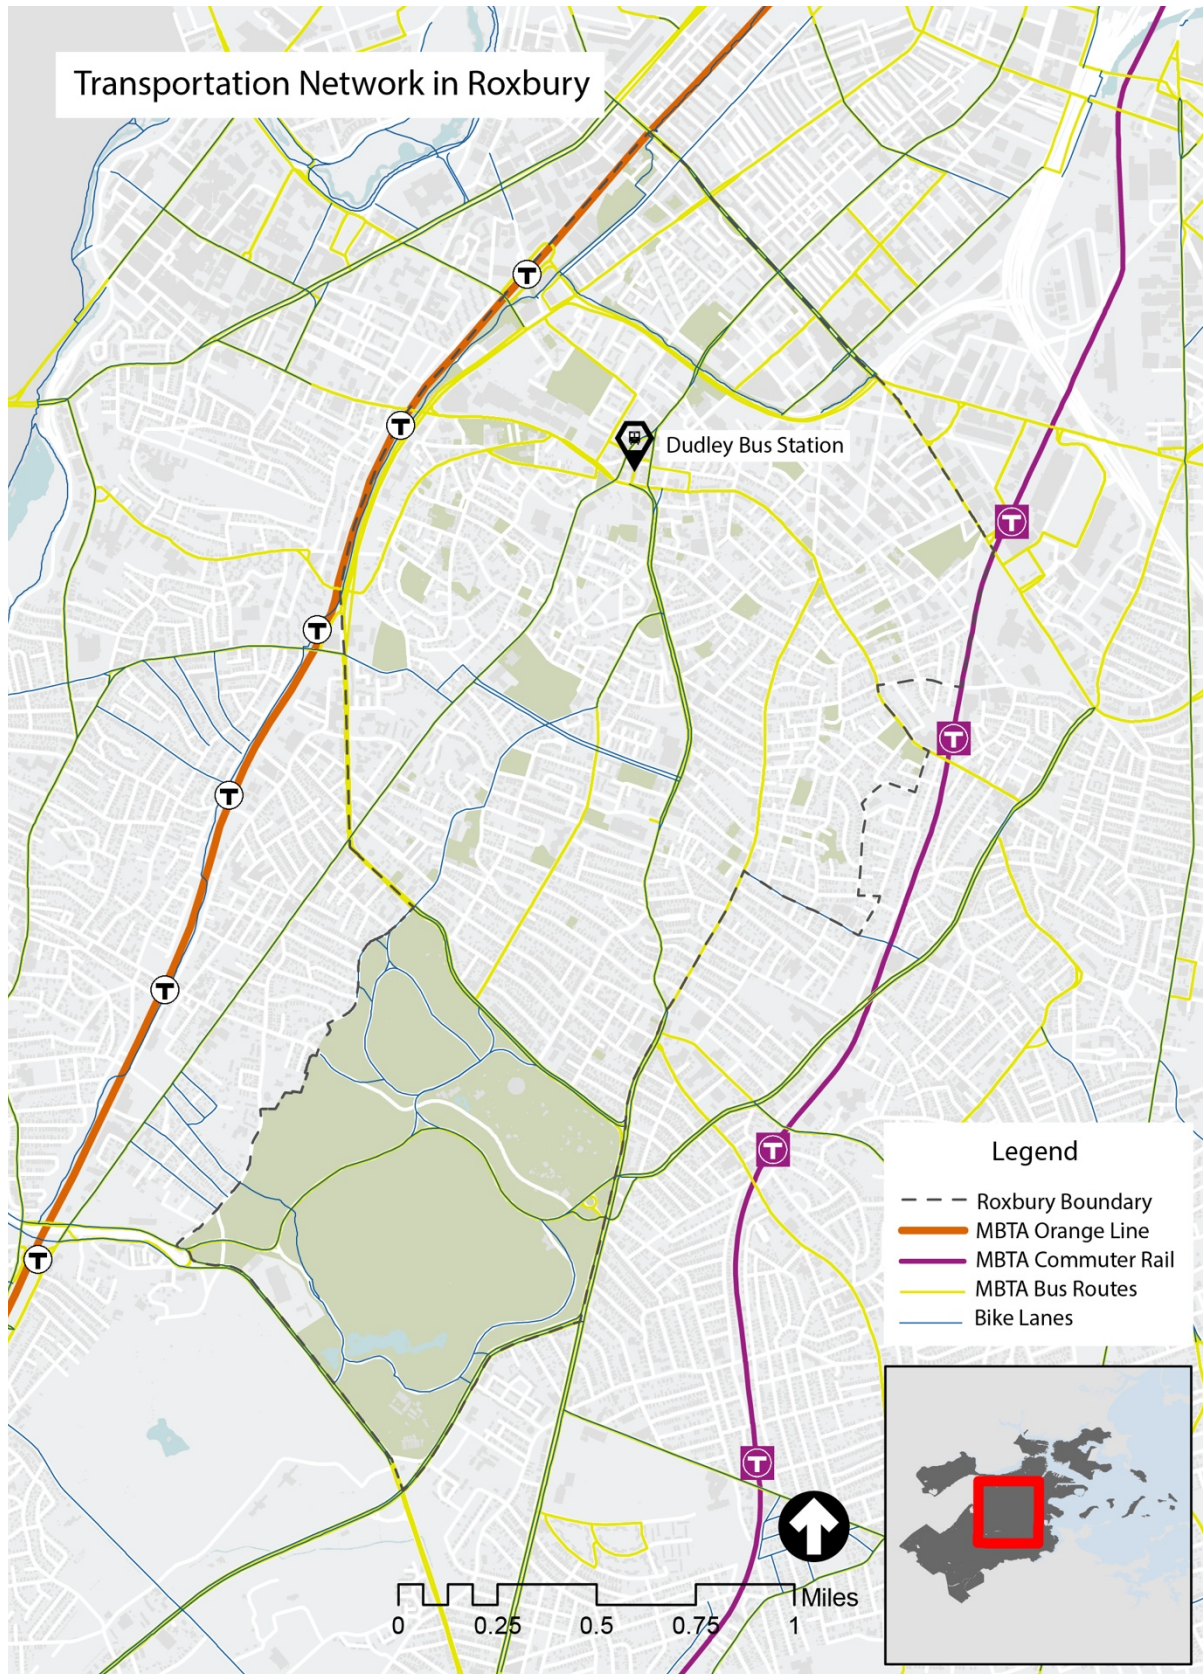 Transportation Network in Roxbury
T
T
Dudley Bus Station
T
T
T
T
T
T
T
Legend
Roxbury Boundary
MBTA Orange Line
MBTA Commuter Rail
MBTA Bus Routes
Bike Lanes
T
T
Miles
0 0.25 0.5 0.75 1